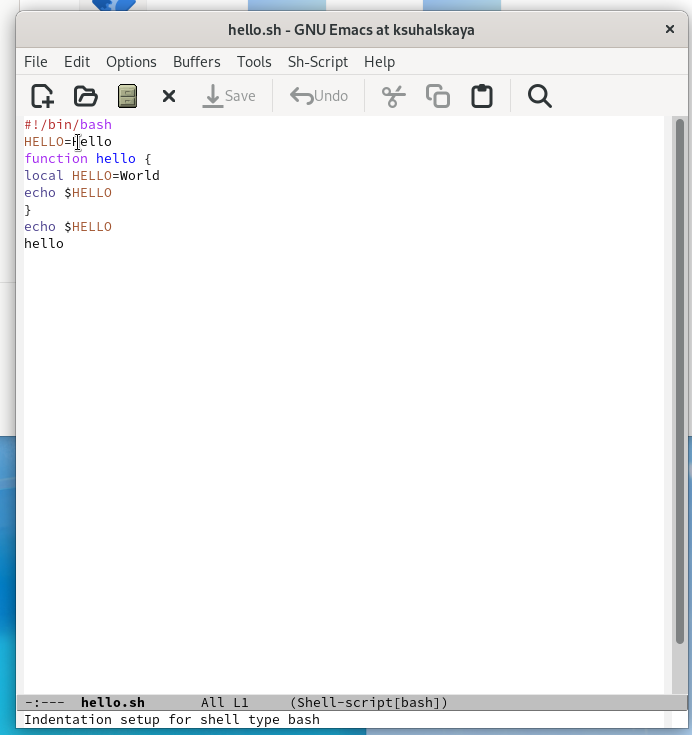 hello.sh - GNU Emacs at ksuhalskaya
File Edit Options Buffers Tools Sh-Script Help
Save Undo
#!/bin/bash
HELLO=Hello
function hello {
local HELLO=World
echo $HELLO
}
echo $HELLO
hello
-:--- hello.sh All L1 (Shell-script[bash])
Indentation setup for shell type bash